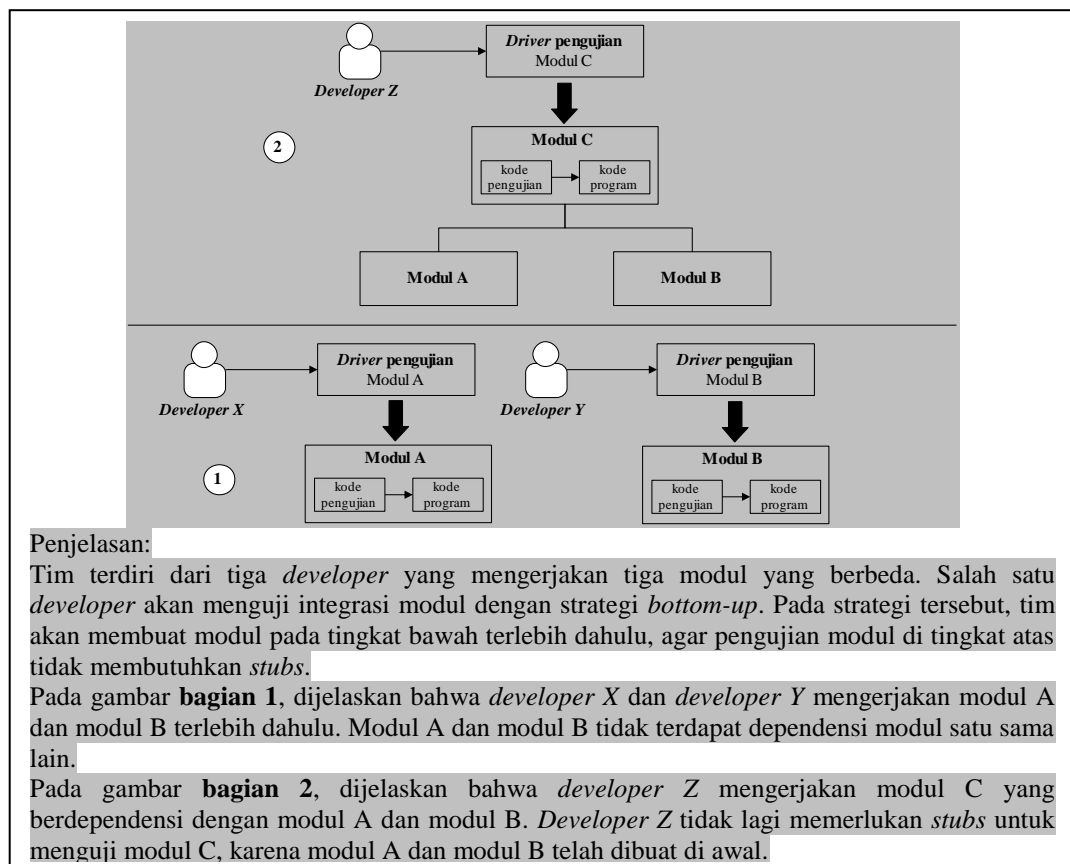 Driver pengujian
Modul C
Developer Z
2
Modul C
kode
pengujian
kode
program
Modul A
Modul B
Driver pengujian
Modul A
Developer X
Driver pengujian
Modul B
Developer Y
1
Modul A
kode
pengujian
kode
program
Modul B
kode
pengujian
kode
program
Penjelasan:
Tim terdiri dari tiga developer yang mengerjakan tiga modul yang berbeda. Salah satu
developer akan menguji integrasi modul dengan strategi bottom-up. Pada strategi tersebut, tim
akan membuat modul pada tingkat bawah terlebih dahulu, agar pengujian modul di tingkat atas
tidak membutuhkan stubs.
Pada gambar bagian 1, dijelaskan bahwa developer X dan developer Y mengerjakan modul A
dan modul B terlebih dahulu. Modul A dan modul B tidak terdapat dependensi modul satu sama
lain.
Pada gambar bagian 2, dijelaskan bahwa developer Z mengerjakan modul C yang
berdependensi dengan modul A dan modul B. Developer Z tidak lagi memerlukan stubs untuk
menguji modul C, karena modul A dan modul B telah dibuat di awal.